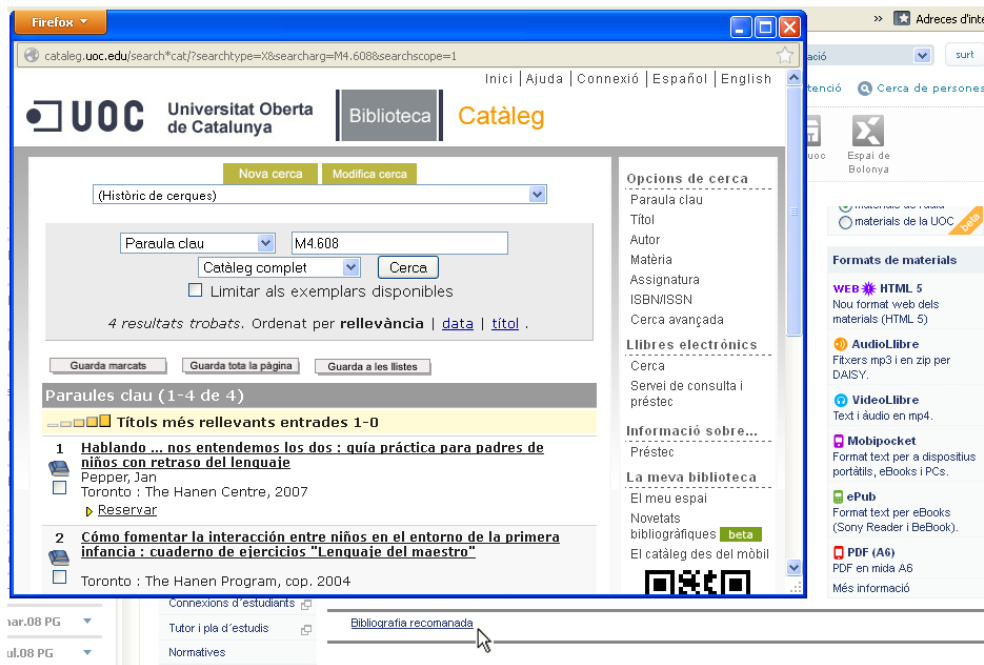 Firefox
cataleg.uoc.edu/search*cat/?searchtype=X&searcharg=M4.608&searchscope=1
Inici | Ajuda | Connexió | Español | English
UOC
Universitat Oberta
de Catalunya
Biblioteca
Catàleg
Nova cerca
Modifica cerca
(Històric de cerques)
Paraula clau
M4.608
Catàleg complet
Cerca
Limitar als exemplars disponibles
4 resultats trobats. Ordenat per rellevància | data | títol .
Guarda marcats
Guarda tota la pàgina
Guarda a les llistes
Paraules clau (1-4 de 4)
Títols més rellevants entrades 1-0
1
Hablando ... nos entendemos los dos : guía práctica para padres de
niños con retraso del lenguaje
Pepper, Jan
Toronto : The Hanen Centre, 2007
Reservar
2
Cómo fomentar la interacción entre niños en el entorno de la primera
infancia : cuaderno de ejercicios "Lenguaje del maestro"
Toronto : The Hanen Program, cop. 2004
Opcions de cerca
Paraula clau
Títol
Autor
Matèria
Assignatura
ISBN/ISSN
Cerca avançada
Llibres electrònics
Cerca
Servei de consulta i
préstec
Informació sobre...
Préstec
La meva biblioteca
El meu espai
Novetats
bibliogràfiques beta
El catàleg des del mòbil
» Adreces d'inte
ació
surt
tenció
Cerca de persones
uoc
Espai de
Bolonya
materials de l'aula
materials de la UOC
beta
Formats de materials
WEB HTML 5
Nou format web dels
materials (HTML 5)
AudioLlibre
Fitxers mp3 i en zip per
DAISY.
VideoLlibre
Text i àudio en mp4.
Mobipocket
Format text per a dispositius
portàtils, eBooks i PCs.
ePub
Format text per eBooks
(Sony Reader i BeBook).
PDF (A6)
PDF en mida A6
Més informació
Connexions d'estudiants
nar.08 PG
Tutor i pla d'estudis
Bibliografia recomanada
ul.08 PG
Normatives